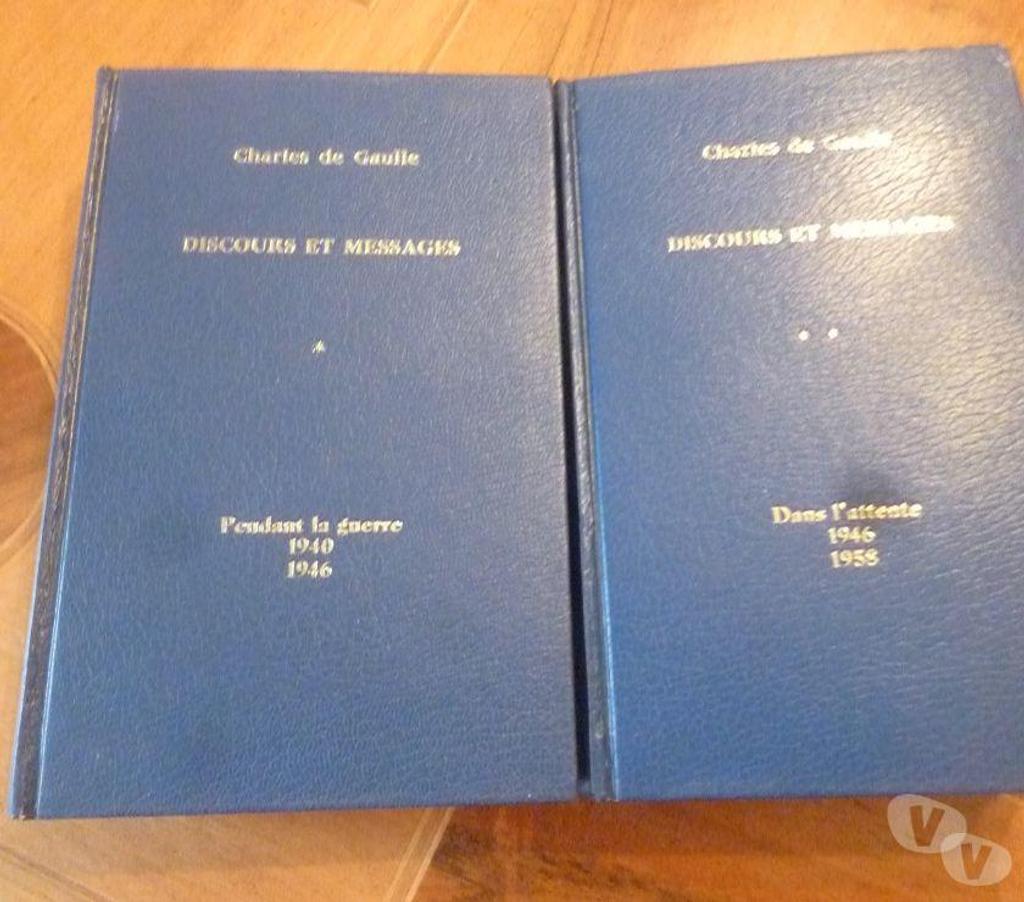 Charles de Gaulle
DISCOURS ET MESSAGES
*
Pendant la guerre
1940
1946
Charles de Gaulle
DISCOURS ET MESSAGES
* *
Dans l'attente
1946
1958
VV